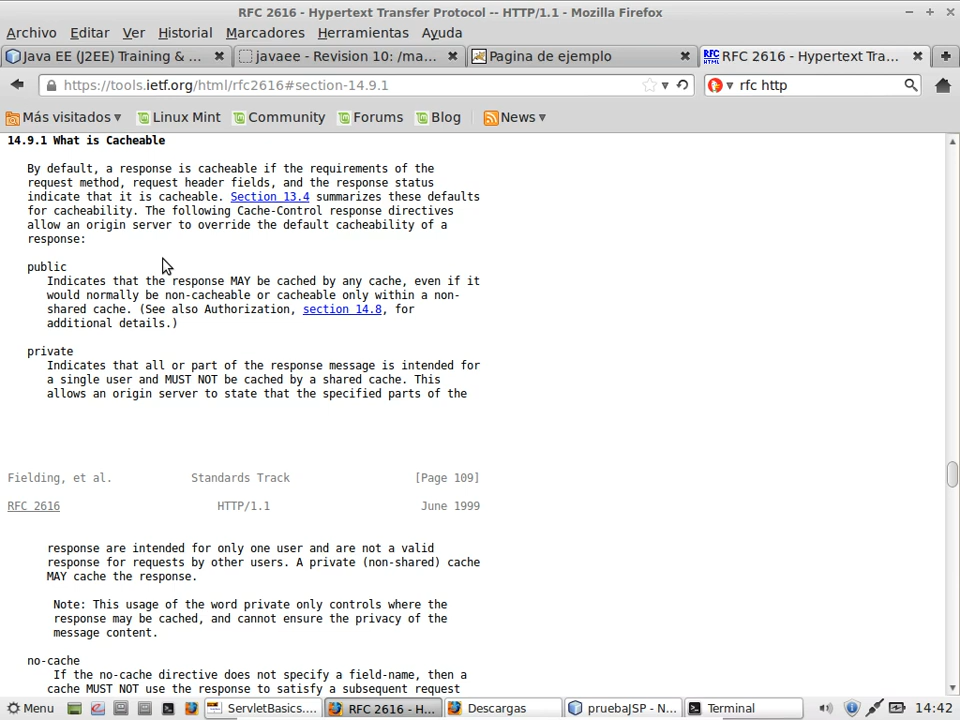 RFC 2616 - Hypertext Transfer Protocol -- HTTP/1.1 - Mozilla Firefox
Archivo Editar Ver Historial Marcadores Herramientas Ayuda
Java EE (J2EE) Training & ... javaee - Revision 10: /ma... Pagina de ejemplo RFC HTML RFC 2616 - Hypertext Tra...
https://tools.ietf.org/html/rfc2616#section-14.9.1 rfc http
Más visitados Linux Mint Community Forums Blog News
14.9.1 What is Cacheable
By default, a response is cacheable if the requirements of the
request method, request header fields, and the response status
indicate that it is cacheable. Section 13.4 summarizes these defaults
for cacheability. The following Cache-Control response directives
allow an origin server to override the default cacheability of a
response:
public
Indicates that the response MAY be cached by any cache, even if it
would normally be non-cacheable or cacheable only within a non-
shared cache. (See also Authorization, section 14.8, for
additional details.)
private
Indicates that all or part of the response message is intended for
a single user and MUST NOT be cached by a shared cache. This
allows an origin server to state that the specified parts of the
Fielding, et al. Standards Track [Page 109]
RFC 2616 HTTP/1.1 June 1999
response are intended for only one user and are not a valid
response for requests by other users. A private (non-shared) cache
MAY cache the response.
Note: This usage of the word private only controls where the
response may be cached, and cannot ensure the privacy of the
message content.
no-cache
If the no-cache directive does not specify a field-name, then a
cache MUST NOT use the response to satisfy a subsequent request
Menu ServletBasics.... RFC 2616 - H... Descargas pruebaJSP - N... Terminal 14:42